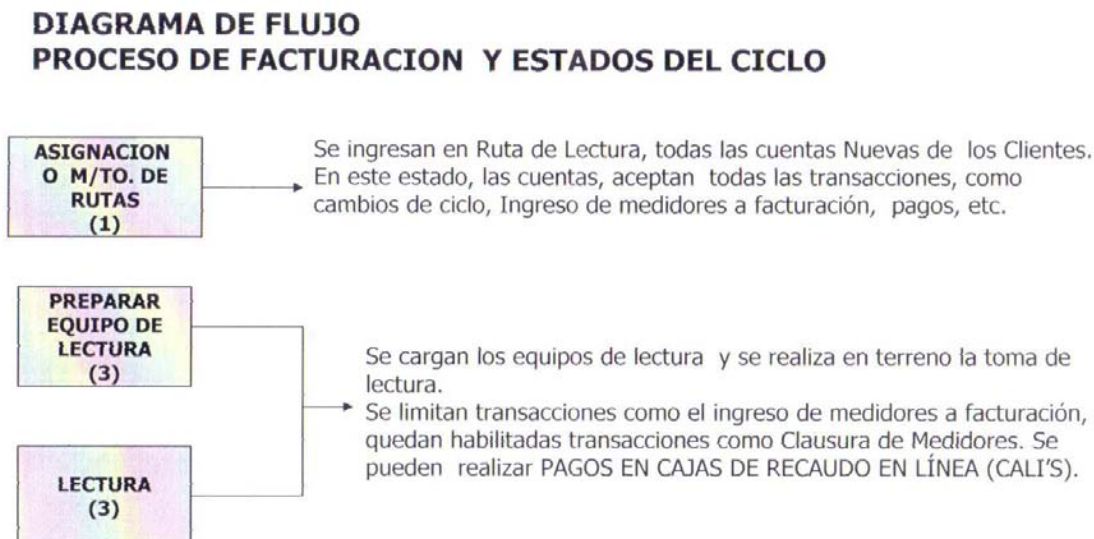 DIAGRAMA DE FLUJO
PROCESO DE FACTURACION Y ESTADOS DEL CICLO
ASIGNACION
O M/TO. DE
RUTAS
(1)
Se ingresan en Ruta de Lectura, todas las cuentas Nuevas de los Clientes.
En este estado, las cuentas, aceptan todas las transacciones, como
cambios de ciclo, Ingreso de medidores a facturación, pagos, etc.
PREPARAR
EQUIPO DE
LECTURA
(3)
Se cargan los equipos de lectura y se realiza en terreno la toma de
lectura.
Se limitan transacciones como el ingreso de medidores a facturación,
quedan habilitadas transacciones como Clausura de Medidores. Se
pueden realizar PAGOS EN CAJAS DE RECAUDO EN LÍNEA (CALI'S).
LECTURA
(3)